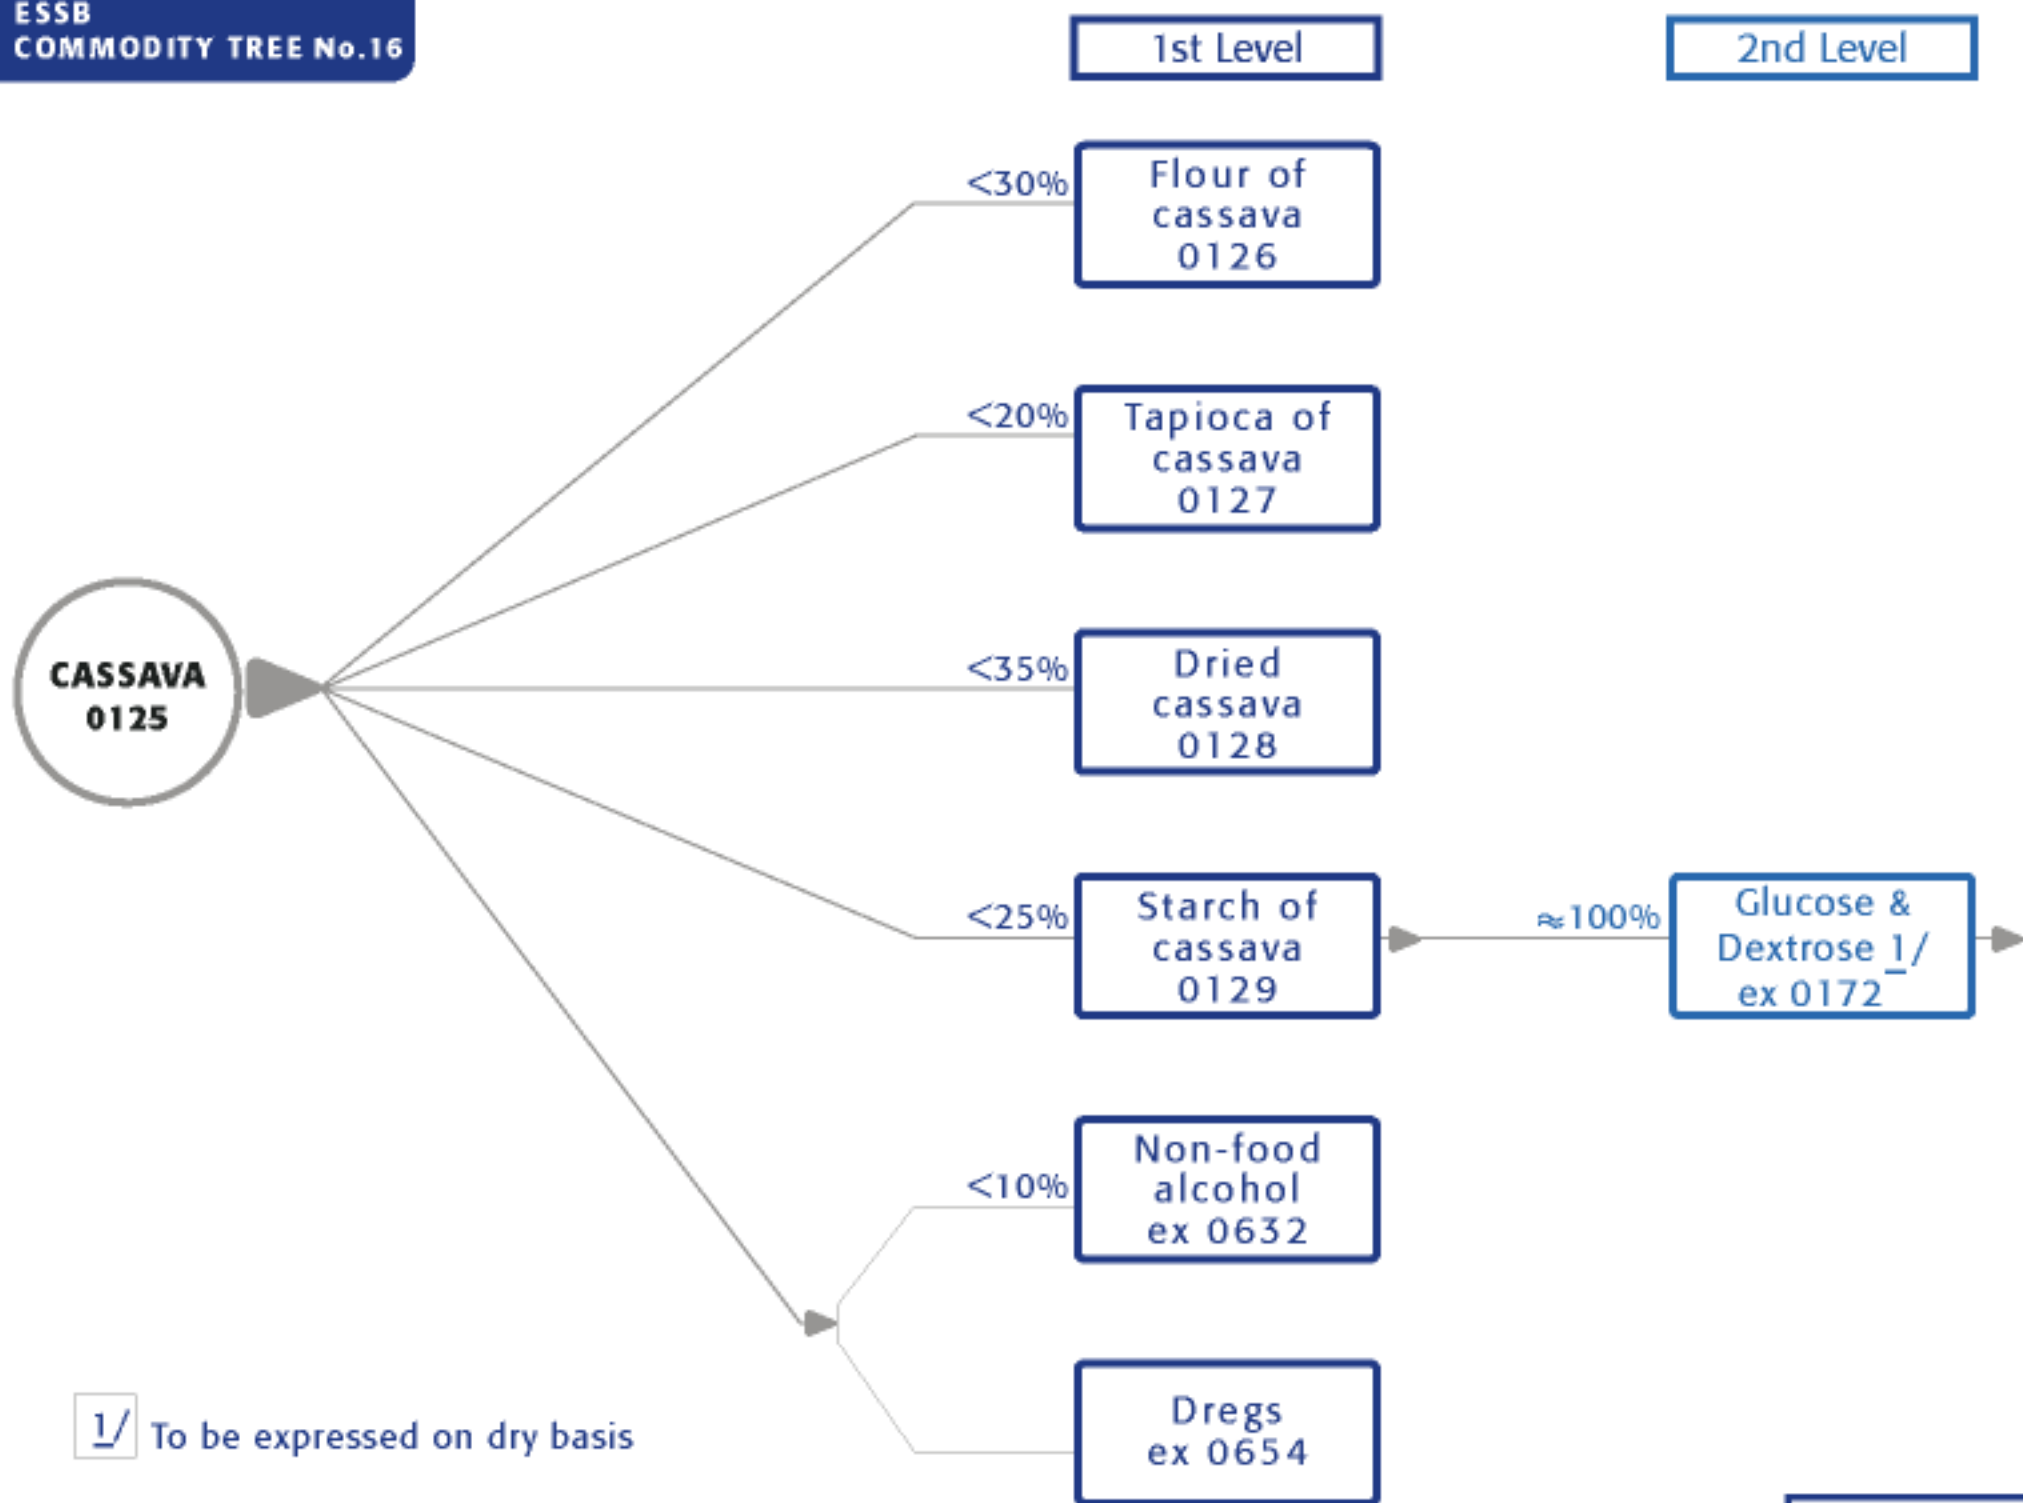 ESSB
COMMODITY TREE No.16
1st Level
2nd Level
<30%
Flour of
cassava
0126
<20%
Tapioca of
cassava
0127
CASSAVA
0125
<35%
Dried
cassava
0128
<25%
Starch of
cassava
0129
≈100%
Glucose &
Dextrose 1/
ex 0172
<10%
Non-food
alcohol
ex 0632
Dregs
ex 0654
1/ To be expressed on dry basis